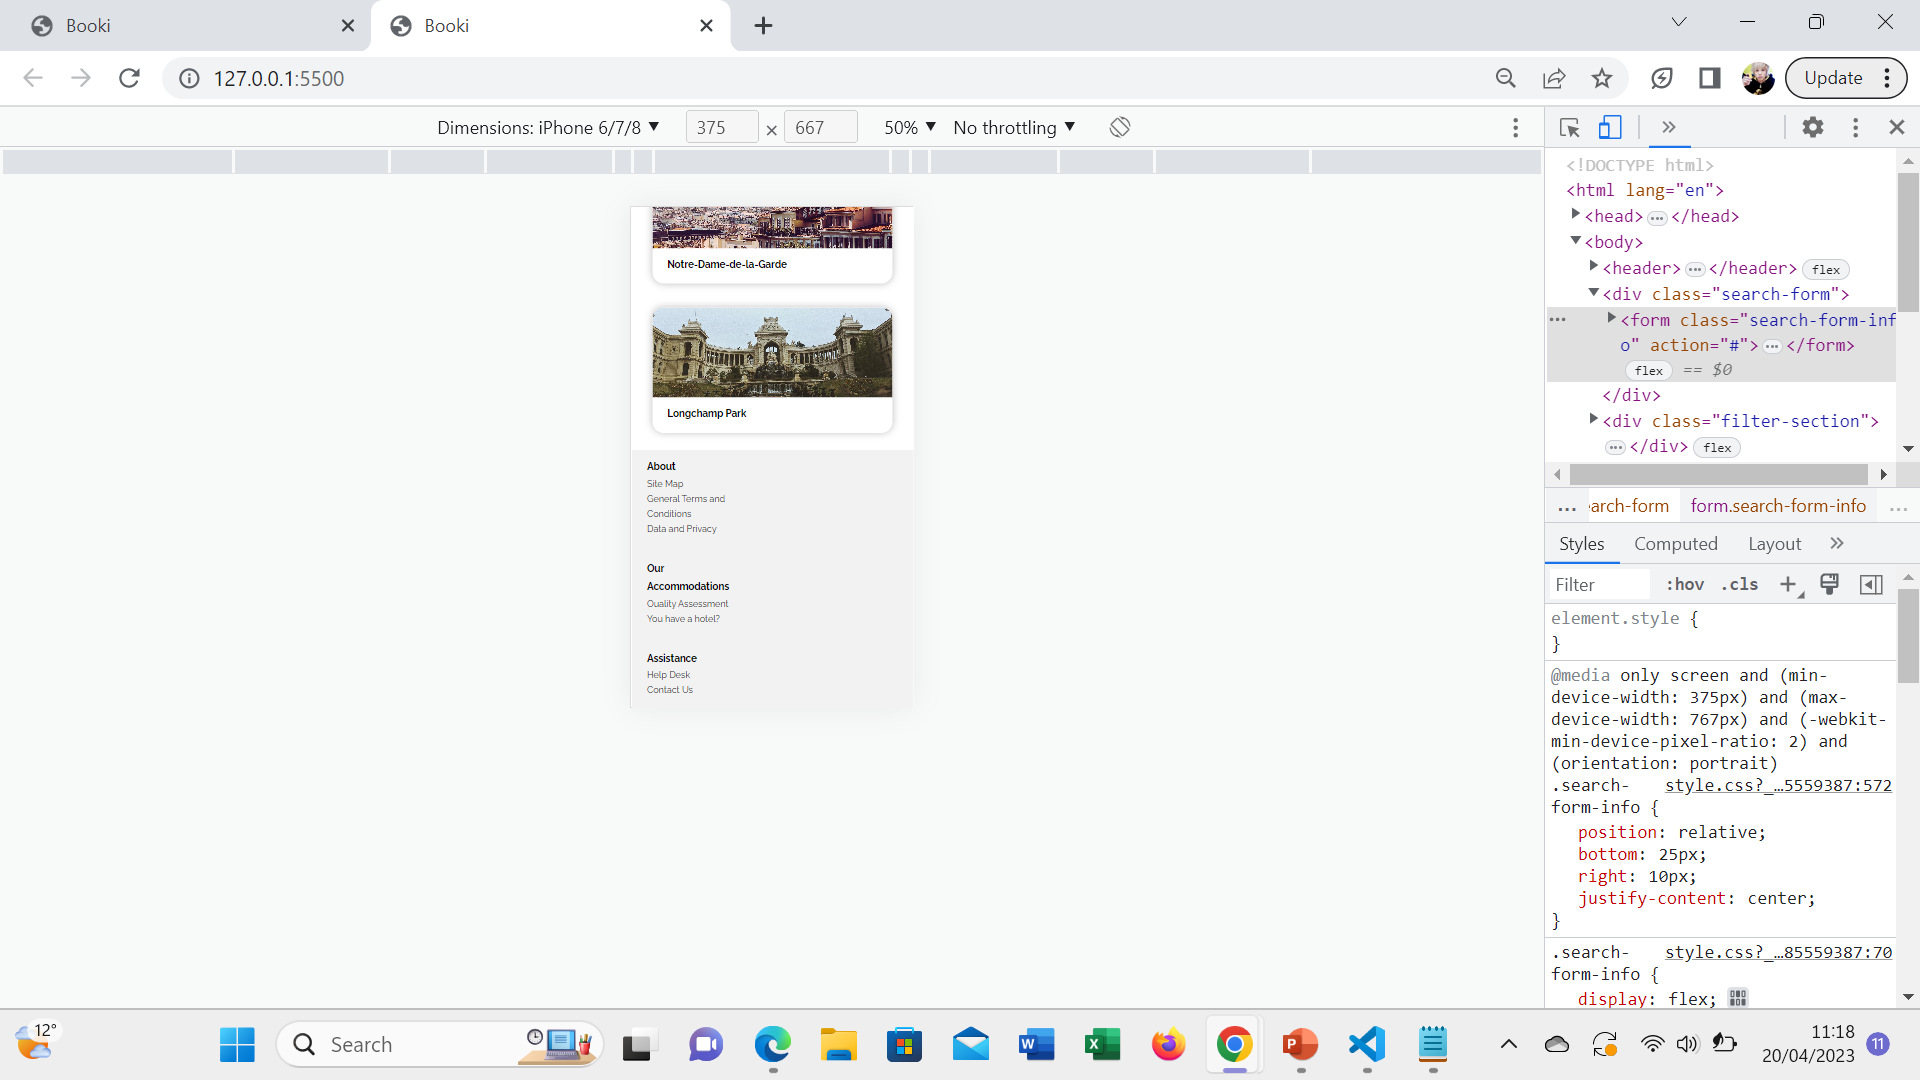 Booki
Booki
127.0.0.1:5500
Update
Dimensions: iPhone 6/7/8 ▼ 375 × 667 50% ▼ No throttling ▼
Notre-Dame-de-la-Garde
Longchamp Park
About
Site Map
General Terms and
Conditions
Data and Privacy
Our
Accommodations
Quality Assessment
You have a hotel?
Assistance
Help Desk
Contact Us
<!DOCTYPE html>
<html lang="en">
<head> … </head>
<body>
<header> … </header> flex
<div class="search-form">
… <form class="search-form-inf
o" action="#"> … </form>
flex == $0
</div>
<div class="filter-section">
… </div> flex
… earch-form form.search-form-info …
Styles Computed Layout »
Filter :hov .cls +
element.style {
}
@media only screen and (min-
device-width: 375px) and (max-
device-width: 767px) and (-webkit-
min-device-pixel-ratio: 2) and
(orientation: portrait)
.search- style.css?_…5559387:572
form-info {
position: relative;
bottom: 25px;
right: 10px;
justify-content: center;
}
.search- style.css?_…85559387:70
form-info {
display: flex;
12°
Search
11:18
20/04/2023
11